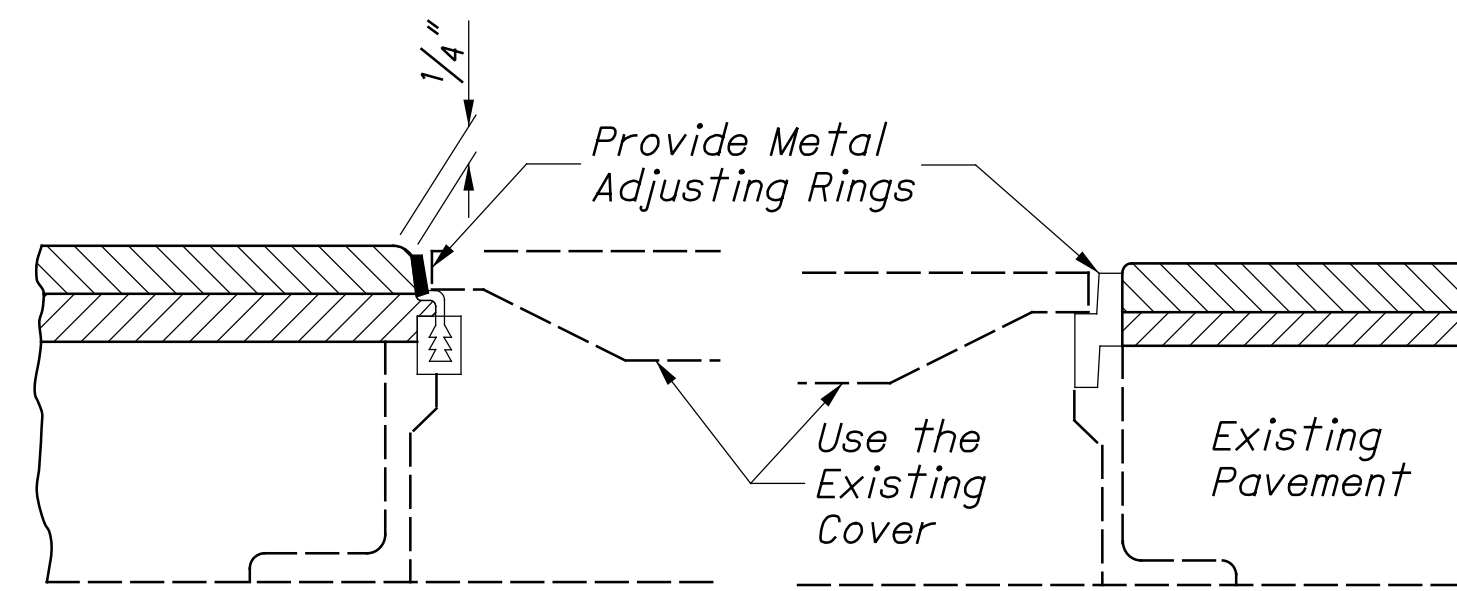 1/4"
Provide Metal
Adjusting Rings
Use the
Existing
Cover
Existing
Pavement